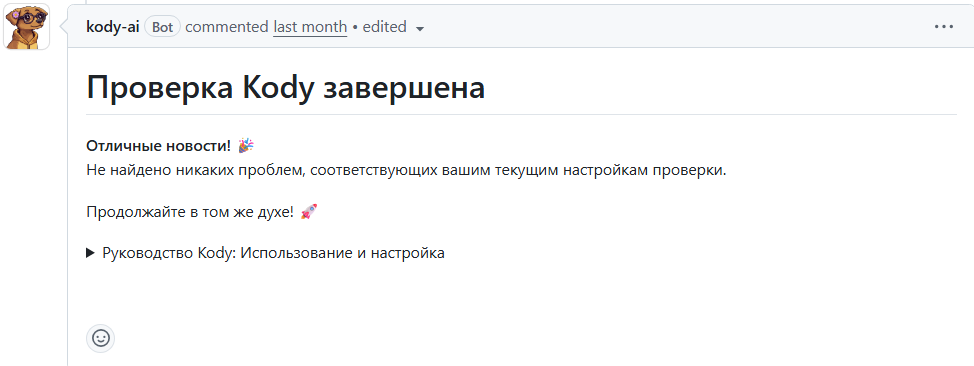 kody-ai Bot commented last month • edited
Проверка Kody завершена
Отличные новости! 🎉
Не найдено никаких проблем, соответствующих вашим текущим настройкам проверки.
Продолжайте в том же духе! 🚀
Руководство Kody: Использование и настройка